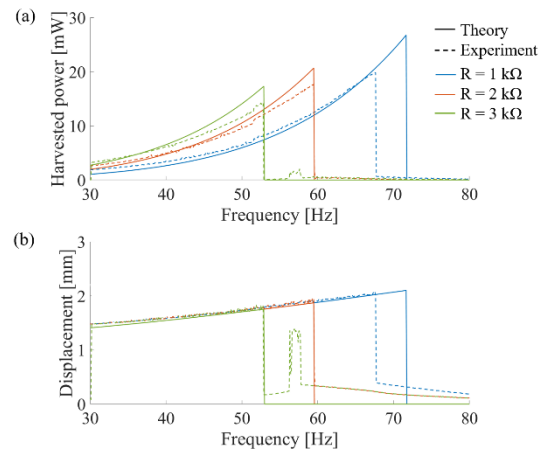 (a)
Harvested power [mW]
30
20
10
0
30 40 50 60 70 80
Frequency [Hz]
Theory
Experiment
R = 1 kΩ
R = 2 kΩ
R = 3 kΩ
(b)
Displacement [mm]
3
2
1
0
30 40 50 60 70 80
Frequency [Hz]